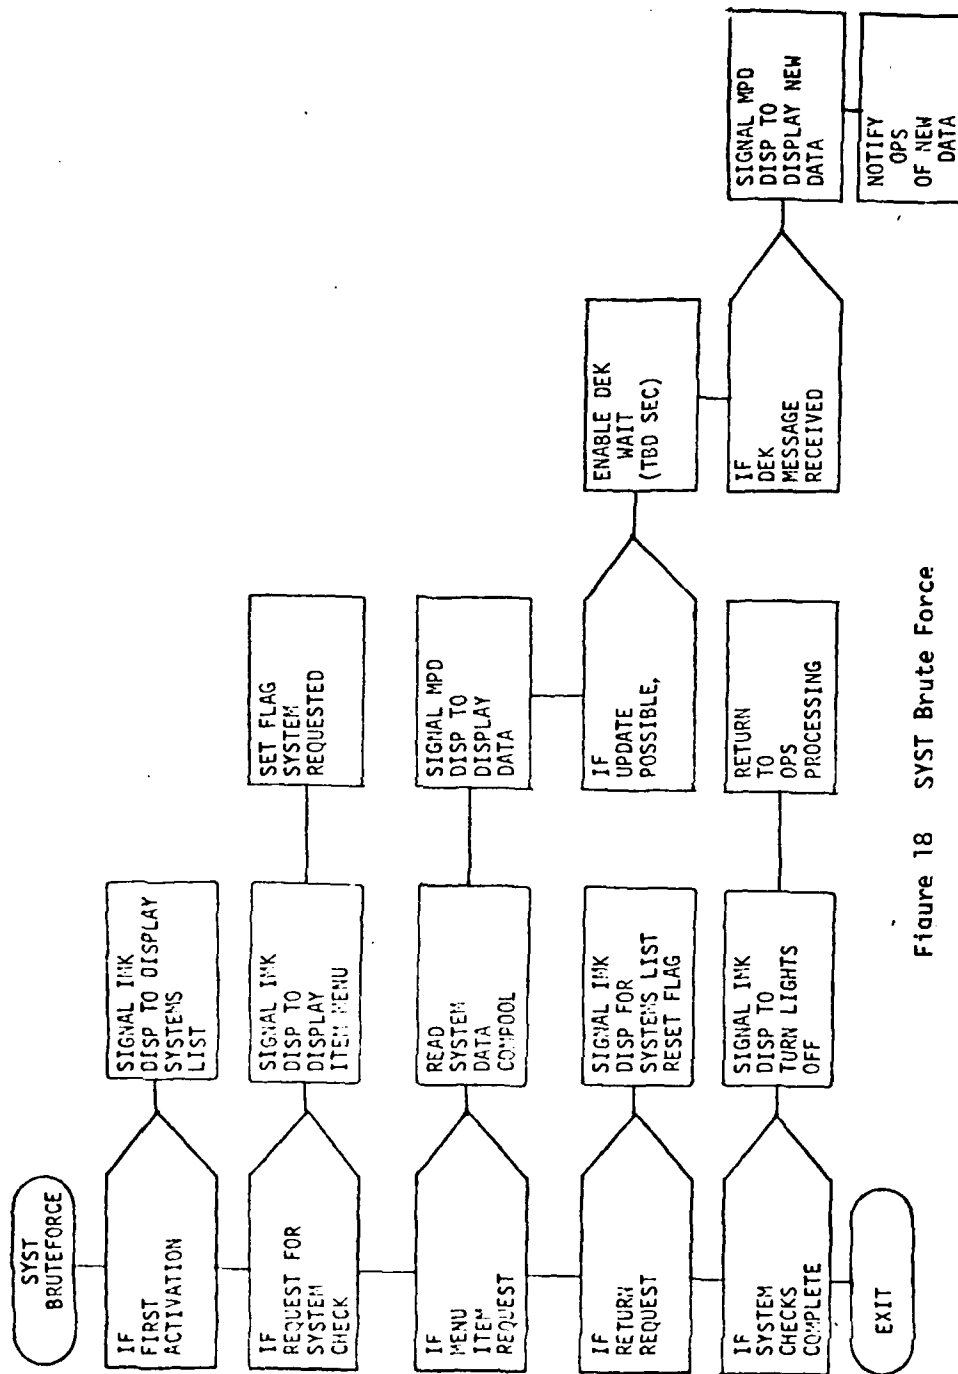 SYST
BRUTEFORCE
IF
FIRST
ACTIVATION
SIGNAL IMK
DISP TO DISPLAY
SYSTEMS
LIST
IF
REQUEST FOR
SYSTEM
CHECK
SIGNAL IMK
DISP TO
DISPLAY
ITEM MENU
SET FLAG
SYSTEM
REQUESTED
IF
MENU
ITEM
REQUEST
READ
SYSTEM
DATA
COMPOOL
SIGNAL MPD
DISP TO
DISPLAY
DATA
IF
UPDATE
POSSIBLE,
ENABLE DEK
WAIT
(TBD SEC)
IF
DEK
MESSAGE
RECEIVED
SIGNAL MPD
DISP TO
DISPLAY NEW
DATA
NOTIFY
OPS
OF NEW
DATA
IF
RETURN
REQUEST
SIGNAL IMK
DISP FOR
SYSTEMS LIST
RESET FLAG
IF
SYSTEM
CHECKS
COMPLETE
SIGNAL IMK
DISP TO
TURN LIGHTS
OFF
RETURN
TO
OPS
PROCESSING
EXIT
Figure 18 SYST Brute Force